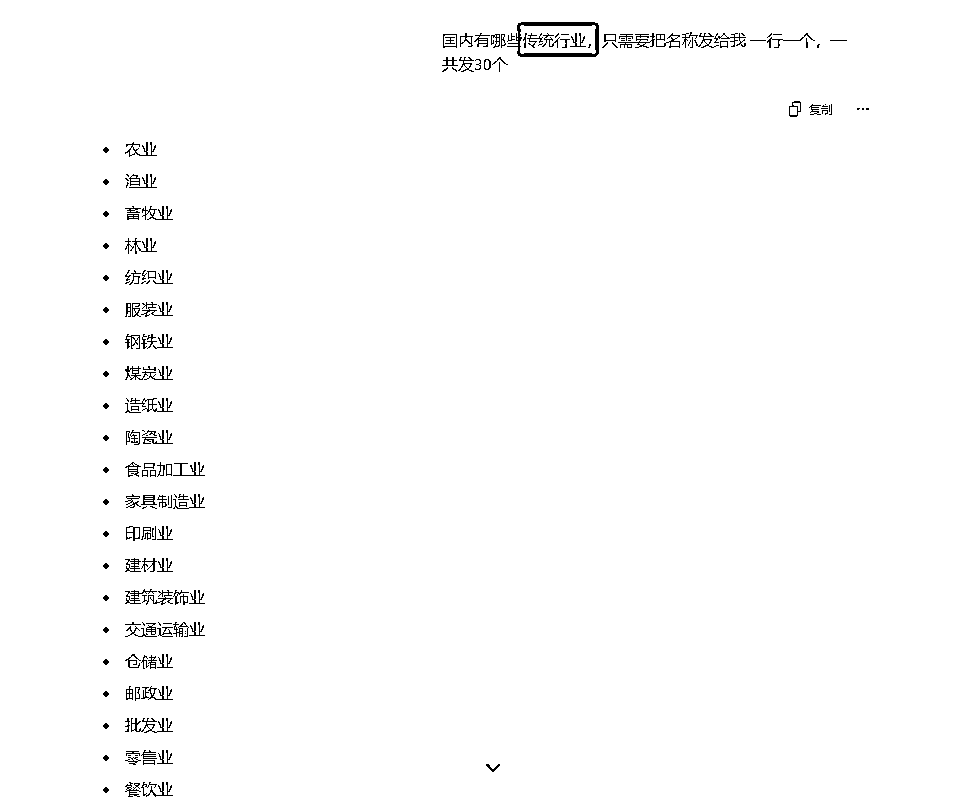 国内有哪些传统行业，只需要把名称发给我 一行一个，一
共发30个
复制 ...
• 农业
• 渔业
• 畜牧业
• 林业
• 纺织业
• 服装业
• 钢铁业
• 煤炭业
• 造纸业
• 陶瓷业
• 食品加工业
• 家具制造业
• 印刷业
• 建材业
• 建筑装饰业
• 交通运输业
• 仓储业
• 邮政业
• 批发业
• 零售业
• 餐饮业